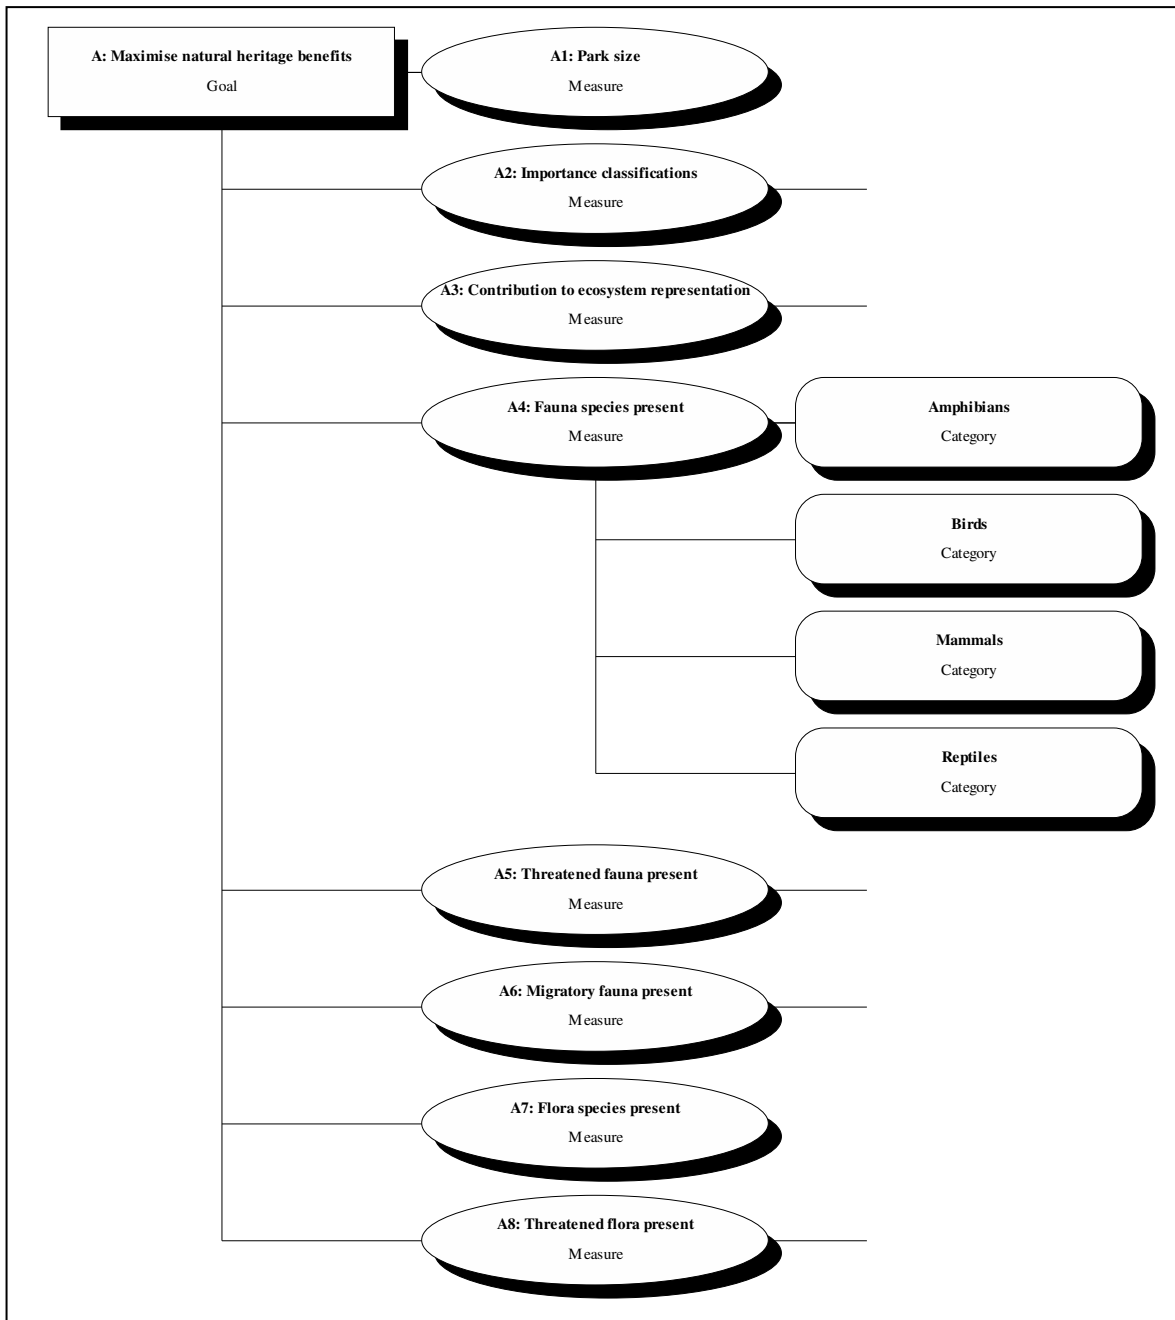 A: Maximise natural heritage benefits
Goal
A1: Park size
Measure
A2: Importance classifications
Measure
A3: Contribution to ecosystem representation
Measure
A4: Fauna species present
Measure
Amphibians
Category
Birds
Category
Mammals
Category
Reptiles
Category
A5: Threatened fauna present
Measure
A6: Migratory fauna present
Measure
A7: Flora species present
Measure
A8: Threatened flora present
Measure